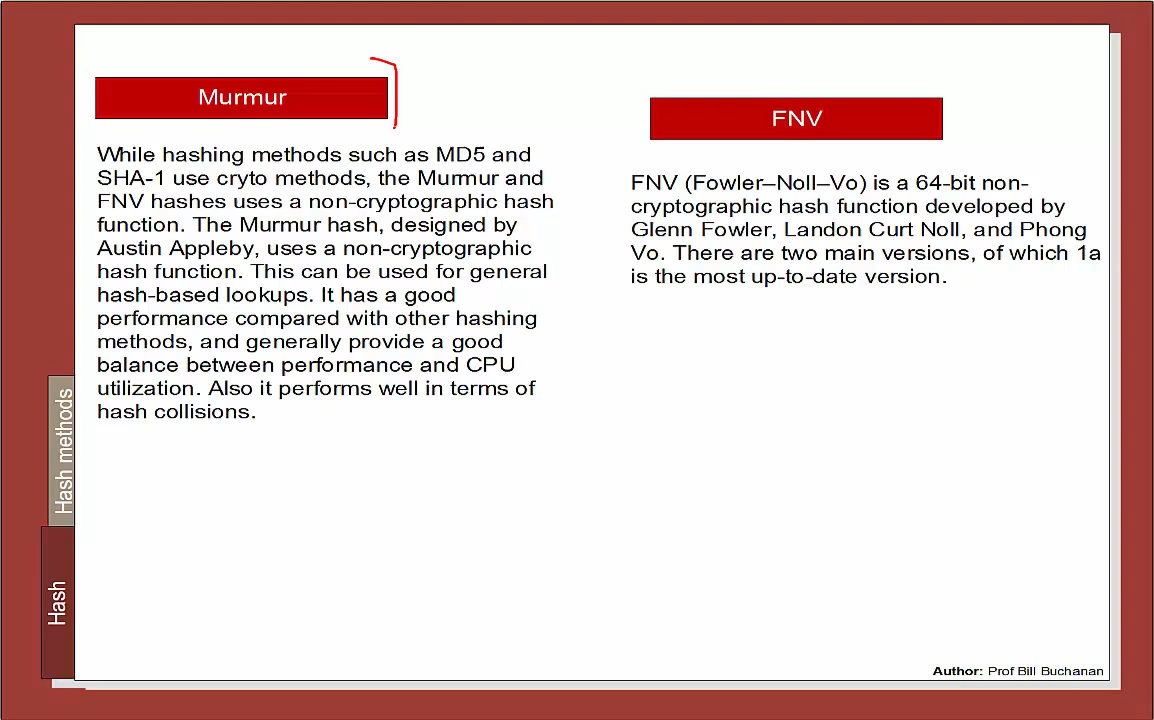 Murmur
While hashing methods such as MD5 and
SHA-1 use cryto methods, the Murmur and
FNV hashes uses a non-cryptographic hash
function. The Murmur hash, designed by
Austin Appleby, uses a non-cryptographic
hash function. This can be used for general
hash-based lookups. It has a good
performance compared with other hashing
methods, and generally provide a good
balance between performance and CPU
utilization. Also it performs well in terms of
hash collisions.
FNV
FNV (Fowler–Noll–Vo) is a 64-bit non-
cryptographic hash function developed by
Glenn Fowler, Landon Curt Noll, and Phong
Vo. There are two main versions, of which 1a
is the most up-to-date version.
Hash methods
Hash
Author: Prof Bill Buchanan